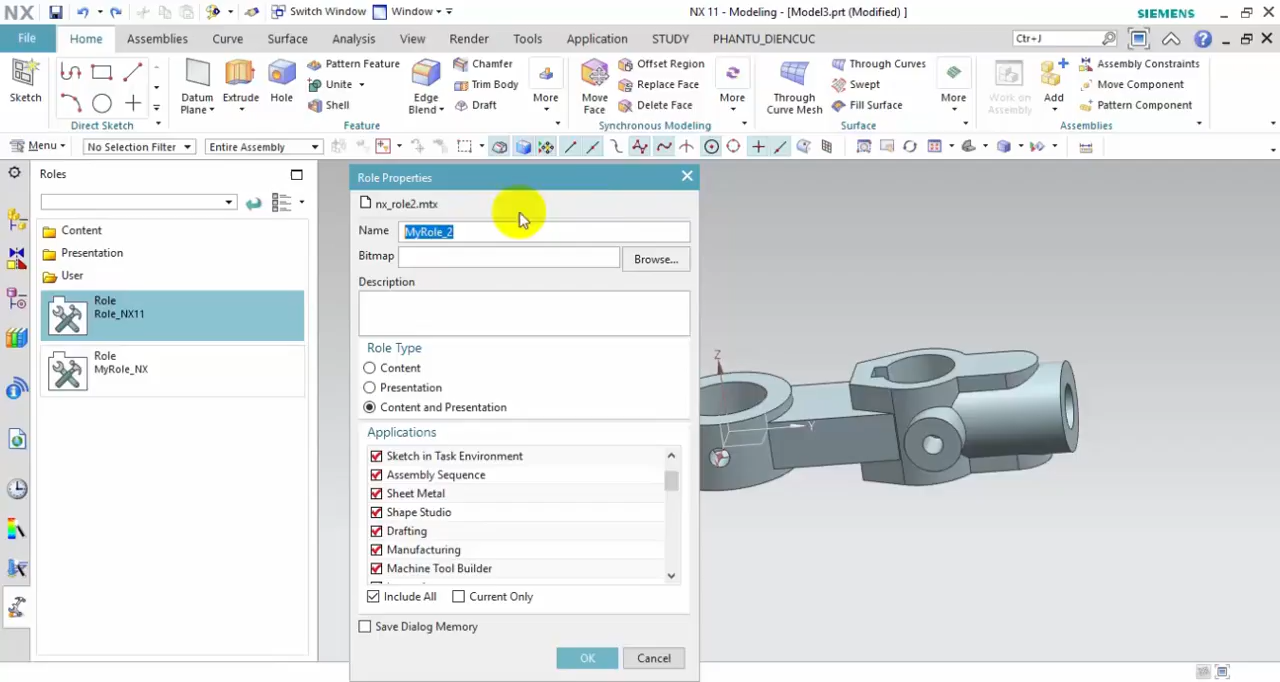 NX
Switch Window
Window
NX 11 - Modeling - [Model3.prt (Modified) ]
SIEMENS
File
Home
Assemblies
Curve
Surface
Analysis
View
Render
Tools
Application
STUDY
PHANTU_DIENCUC
Ctrl+J
Sketch
Direct Sketch
Datum
Plane
Extrude
Hole
Pattern Feature
Unite
Shell
Edge
Blend
Chamfer
Trim Body
Draft
More
Feature
Move
Face
Offset Region
Replace Face
Delete Face
More
Synchronous Modeling
Through
Curve Mesh
Through Curves
Swept
Fill Surface
More
Surface
Work on
Assembly
Add
Assembly Constraints
Move Component
Pattern Component
Assemblies
Menu
No Selection Filter
Entire Assembly
Roles
Content
Presentation
User
Role
Role_NX11
Role
MyRole_NX
Role Properties
nx_role2.mtx
Name
MyRole_2
Bitmap
Browse...
Description
Role Type
Content
Presentation
Content and Presentation
Applications
Sketch in Task Environment
Assembly Sequence
Sheet Metal
Shape Studio
Drafting
Manufacturing
Machine Tool Builder
Include All
Current Only
Save Dialog Memory
OK
Cancel
Z
Y